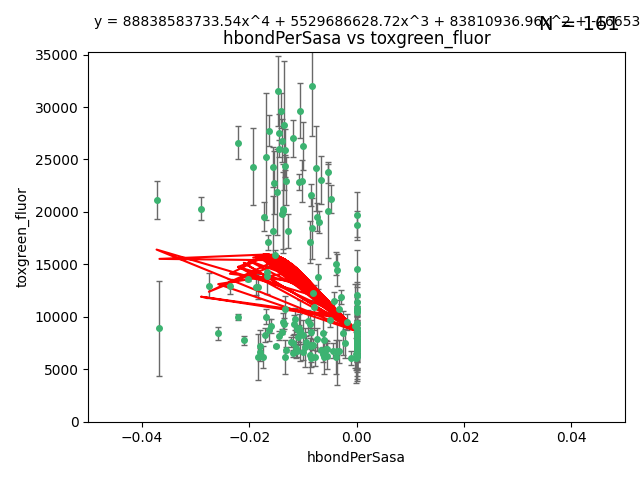 y = 88838583733.54x^4 + 5529686628.72x^3 + 83810936.96x^2 + -16653
N = 161
hbondPerSasa vs toxgreen_fluor
35000
30000
25000
20000
15000
10000
5000
0
toxgreen_fluor
−0.04
−0.02
0.00
0.02
0.04
hbondPerSasa